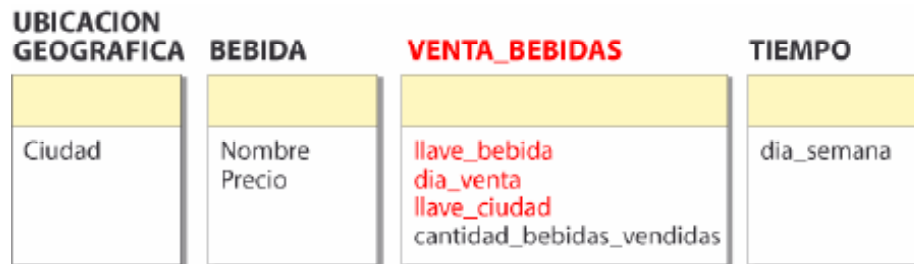 UBICACION
GEOGRAFICA
BEBIDA
VENTA_BEBIDAS
TIEMPO
Ciudad
Nombre
Precio
llave_bebida
dia_venta
llave_ciudad
cantidad_bebidas_vendidas
dia_semana